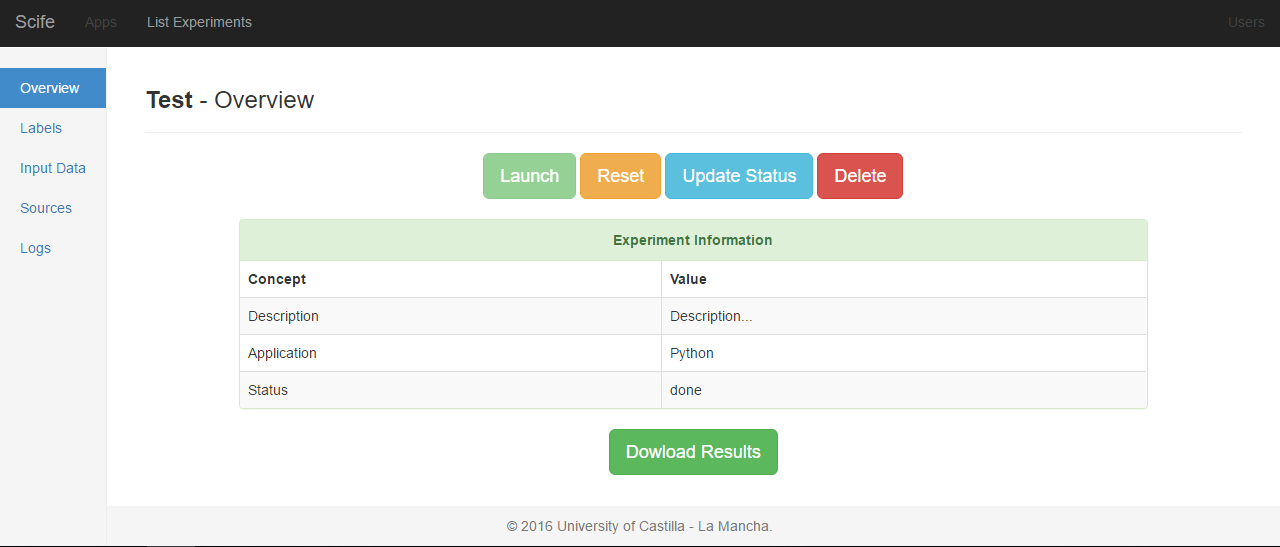 Scife Apps List Experiments Users
Overview
Labels
Input Data
Sources
Logs
Test - Overview
Launch Reset Update Status Delete
Experiment Information
Concept Value
Description Description...
Application Python
Status done
Dowload Results
© 2016 University of Castilla - La Mancha.